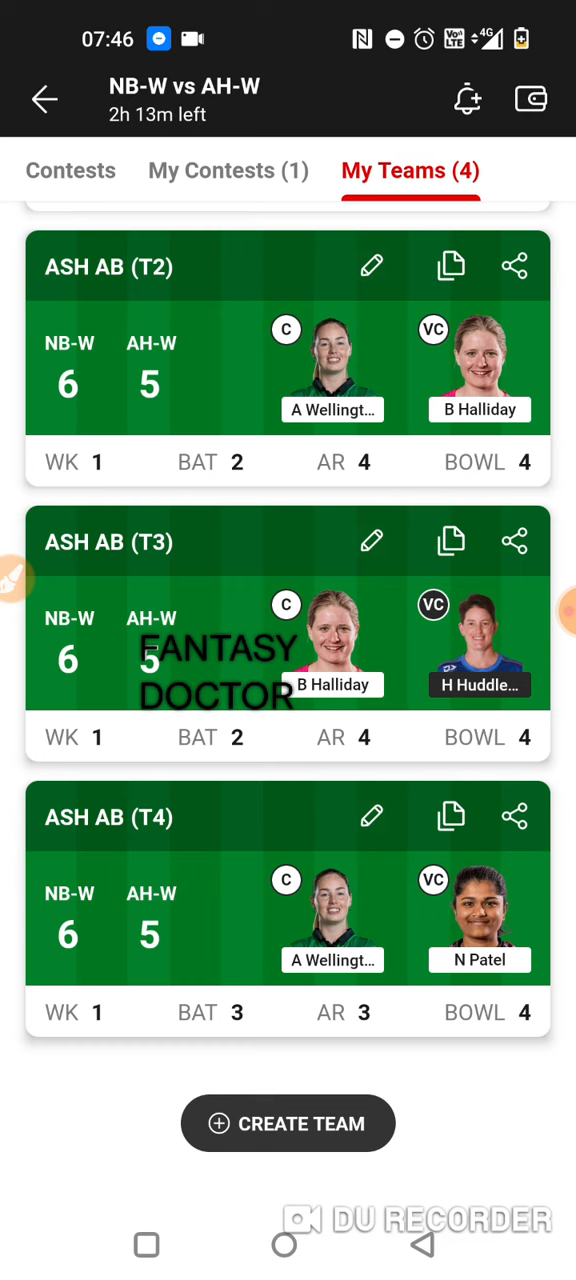 07:46
Vo)) LTE 4G
NB-W vs AH-W
2h 13m left
Contests My Contests (1) My Teams (4)
ASH AB (T2)
NB-W AH-W
6 5
C VC
A Wellingt... B Halliday
WK 1 BAT 2 AR 4 BOWL 4
ASH AB (T3)
NB-W AH-W
6 5
C VC
FANTASY
DOCTOR
B Halliday H Huddle...
WK 1 BAT 2 AR 4 BOWL 4
ASH AB (T4)
NB-W AH-W
6 5
C VC
A Wellingt... N Patel
WK 1 BAT 3 AR 3 BOWL 4
CREATE TEAM
DU RECORDER